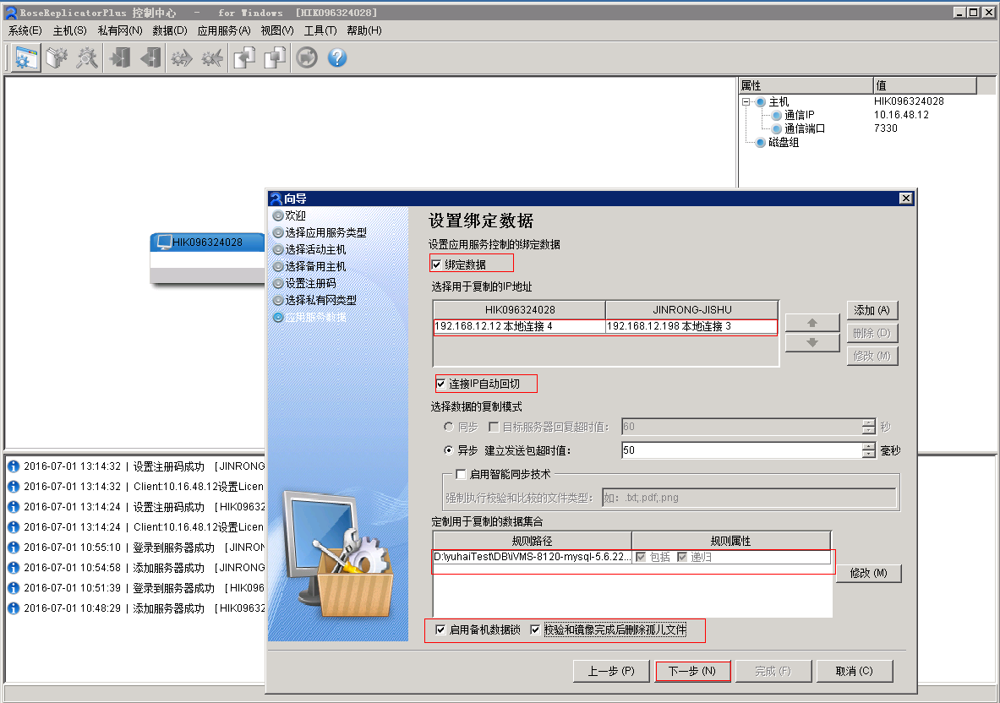 RoseReplicatorPlus 控制中心 - for Windows [HIK096324028]
系统(E) 主机(S) 私有网(N) 数据(D) 应用服务(A) 视图(V) 工具(T) 帮助(H)
属性 值
主机 HIK096324028
通信IP 10.16.48.12
通信端口 7330
磁盘组
HIK096324028
向导
欢迎
选择应用服务类型
选择活动主机
选择备用主机
设置注册码
选择私有网类型
应用服务数据
设置绑定数据
设置应用服务控制的绑定数据
绑定数据
选择用于复制的IP地址
HIK096324028 JINRONG-JISHU
192.168.12.12 本地连接 4 192.168.12.198 本地连接 3
添加 (A)
删除 (D)
修改 (M)
连接IP自动回切
选择数据的复制模式
同步 目标服务器回复超时值: 60 秒
异步 建立发送包超时值: 50 毫秒
启用智能同步技术
强制执行校验和比较的文件类型: 如: .txt;.pdf;.png
定制用于复制的数据集合
规则路径 规则属性
D:\yuhaiTest\DB\iVMS-8120-mysql-5.6.22... 包括 递归
修改 (M)
启用备机数据锁 校验和镜像完成后删除孤儿文件
上一步 (P) 下一步 (N) 完成 (F) 取消 (C)
2016-07-01 13:14:32 | 设置注册码成功 [JINRONG
2016-07-01 13:14:32 | Client:10.16.48.12设置Licen
2016-07-01 13:14:24 | 设置注册码成功 [HIK0963
2016-07-01 13:14:24 | Client:10.16.48.12设置Licen
2016-07-01 10:55:10 | 登录到服务器成功 [JINRON
2016-07-01 10:54:58 | 添加服务器成功 [JINRONG
2016-07-01 10:51:39 | 登录到服务器成功 [HIK096
2016-07-01 10:48:29 | 添加服务器成功 [HIK09632